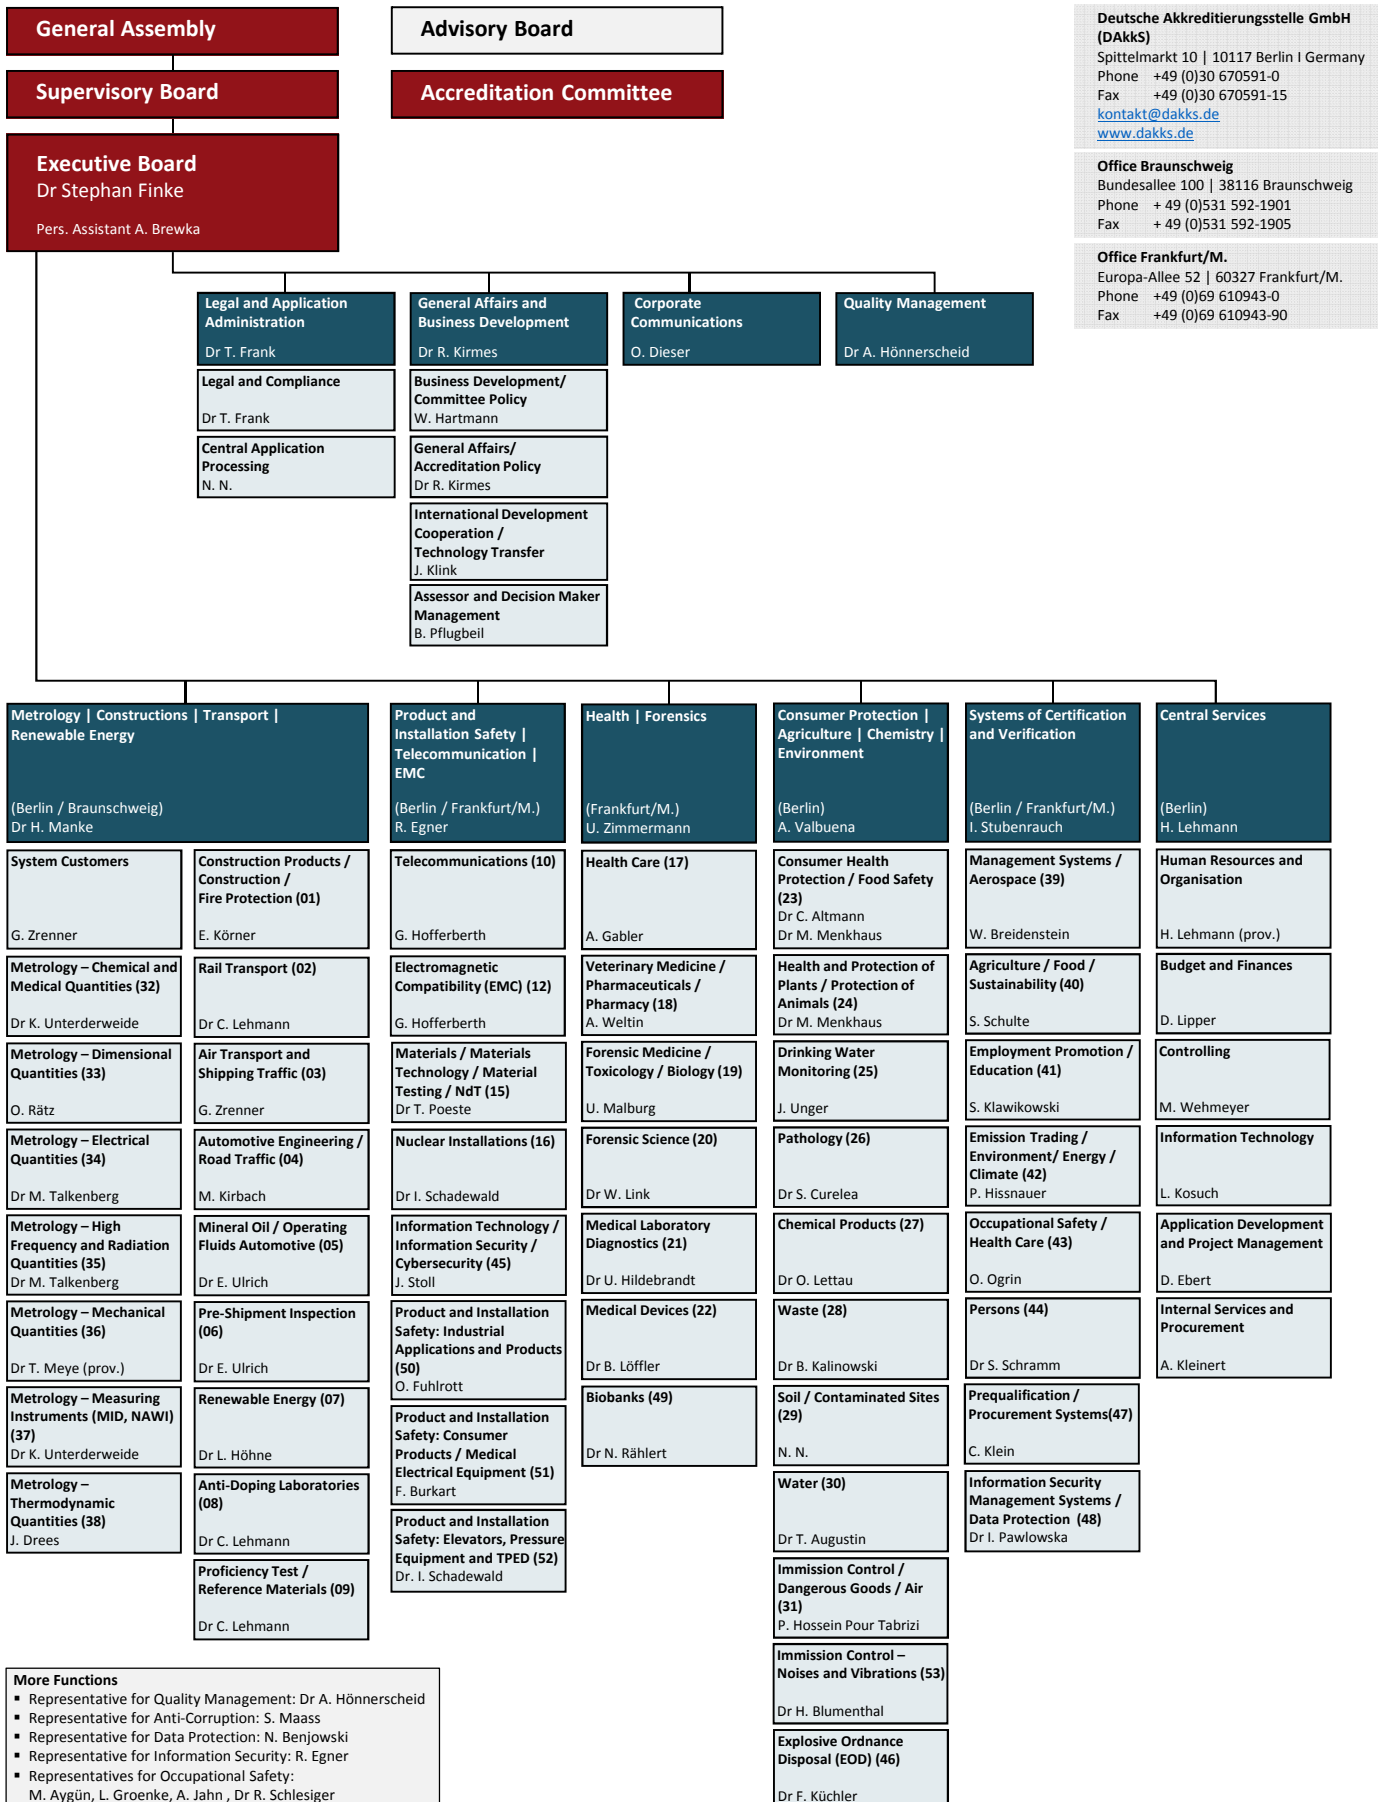 General Assembly
Advisory Board
Supervisory Board
Accreditation Committee
Executive Board
Dr Stephan Finke
Pers. Assistant A. Brewka
Deutsche Akkreditierungsstelle GmbH
(DAkkS)
Spittelmarkt 10 | 10117 Berlin I Germany
Phone +49 (0)30 670591-0
Fax +49 (0)30 670591-15
kontakt@dakks.de
www.dakks.de
Office Braunschweig
Bundesallee 100 | 38116 Braunschweig
Phone + 49 (0)531 592-1901
Fax + 49 (0)531 592-1905
Office Frankfurt/M.
Europa-Allee 52 | 60327 Frankfurt/M.
Phone +49 (0)69 610943-0
Fax +49 (0)69 610943-90
Legal and Application
Administration
Dr T. Frank
Legal and Compliance
Dr T. Frank
Central Application
Processing
N. N.
General Affairs and
Business Development
Dr R. Kirmes
Business Development/
Committee Policy
W. Hartmann
General Affairs/
Accreditation Policy
Dr R. Kirmes
International Development
Cooperation /
Technology Transfer
J. Klink
Assessor and Decision Maker
Management
B. Pflugbeil
Corporate
Communications
O. Dieser
Quality Management
Dr A. Hönnerscheid
Metrology | Constructions | Transport |
Renewable Energy
(Berlin / Braunschweig)
Dr H. Manke
System Customers
G. Zrenner
Metrology – Chemical and
Medical Quantities (32)
Dr K. Unterderweide
Metrology – Dimensional
Quantities (33)
O. Rätz
Metrology – Electrical
Quantities (34)
Dr M. Talkenberg
Metrology – High
Frequency and Radiation
Quantities (35)
Dr M. Talkenberg
Metrology – Mechanical
Quantities (36)
Dr T. Meye (prov.)
Metrology – Measuring
Instruments (MID, NAWI)
(37)
Dr K. Unterderweide
Metrology –
Thermodynamic
Quantities (38)
J. Drees
Construction Products /
Construction /
Fire Protection (01)
E. Körner
Rail Transport (02)
Dr C. Lehmann
Air Transport and
Shipping Traffic (03)
G. Zrenner
Automotive Engineering /
Road Traffic (04)
M. Kirbach
Mineral Oil / Operating
Fluids Automotive (05)
Dr E. Ulrich
Pre-Shipment Inspection
(06)
Dr E. Ulrich
Renewable Energy (07)
Dr L. Höhne
Anti-Doping Laboratories
(08)
Dr C. Lehmann
Proficiency Test /
Reference Materials (09)
Dr C. Lehmann
Product and
Installation Safety |
Telecommunication |
EMC
(Berlin / Frankfurt/M.)
R. Egner
Telecommunications (10)
G. Hofferberth
Electromagnetic
Compatibility (EMC) (12)
G. Hofferberth
Materials / Materials
Technology / Material
Testing / NdT (15)
Dr T. Poeste
Nuclear Installations (16)
Dr I. Schadewald
Information Technology /
Information Security /
Cybersecurity (45)
J. Stoll
Product and Installation
Safety: Industrial
Applications and Products
(50)
O. Fuhlrott
Product and Installation
Safety: Consumer
Products / Medical
Electrical Equipment (51)
F. Burkart
Product and Installation
Safety: Elevators, Pressure
Equipment and TPED (52)
Dr. I. Schadewald
Health | Forensics
(Frankfurt/M.)
U. Zimmermann
Health Care (17)
A. Gabler
Veterinary Medicine /
Pharmaceuticals /
Pharmacy (18)
A. Weltin
Forensic Medicine /
Toxicology / Biology (19)
U. Malburg
Forensic Science (20)
Dr W. Link
Medical Laboratory
Diagnostics (21)
Dr U. Hildebrandt
Medical Devices (22)
Dr B. Löffler
Biobanks (49)
Dr N. Rählert
Consumer Protection |
Agriculture | Chemistry |
Environment
(Berlin)
A. Valbuena
Consumer Health
Protection / Food Safety
(23)
Dr C. Altmann
Dr M. Menkhaus
Health and Protection of
Plants / Protection of
Animals (24)
Dr M. Menkhaus
Drinking Water
Monitoring (25)
J. Unger
Pathology (26)
Dr S. Curelea
Chemical Products (27)
Dr O. Lettau
Waste (28)
Dr B. Kalinowski
Soil / Contaminated Sites
(29)
N. N.
Water (30)
Dr T. Augustin
Immission Control /
Dangerous Goods / Air
(31)
P. Hossein Pour Tabrizi
Immission Control –
Noises and Vibrations (53)
Dr H. Blumenthal
Explosive Ordnance
Disposal (EOD) (46)
Dr F. Küchler
Systems of Certification
and Verification
(Berlin / Frankfurt/M.)
I. Stubenrauch
Management Systems /
Aerospace (39)
W. Breidenstein
Agriculture / Food /
Sustainability (40)
S. Schulte
Employment Promotion /
Education (41)
S. Klawikowski
Emission Trading /
Environment/ Energy /
Climate (42)
P. Hissnauer
Occupational Safety /
Health Care (43)
O. Ogrin
Persons (44)
Dr S. Schramm
Prequalification /
Procurement Systems(47)
C. Klein
Information Security
Management Systems /
Data Protection (48)
Dr I. Pawlowska
Central Services
(Berlin)
H. Lehmann
Human Resources and
Organisation
H. Lehmann (prov.)
Budget and Finances
D. Lipper
Controlling
M. Wehmeyer
Information Technology
L. Kosuch
Application Development
and Project Management
D. Ebert
Internal Services and
Procurement
A. Kleinert
More Functions
▪ Representative for Quality Management: Dr A. Hönnerscheid
▪ Representative for Anti-Corruption: S. Maass
▪ Representative for Data Protection: N. Benjowski
▪ Representative for Information Security: R. Egner
▪ Representatives for Occupational Safety:
M. Aygün, L. Groenke, A. Jahn , Dr R. Schlesiger